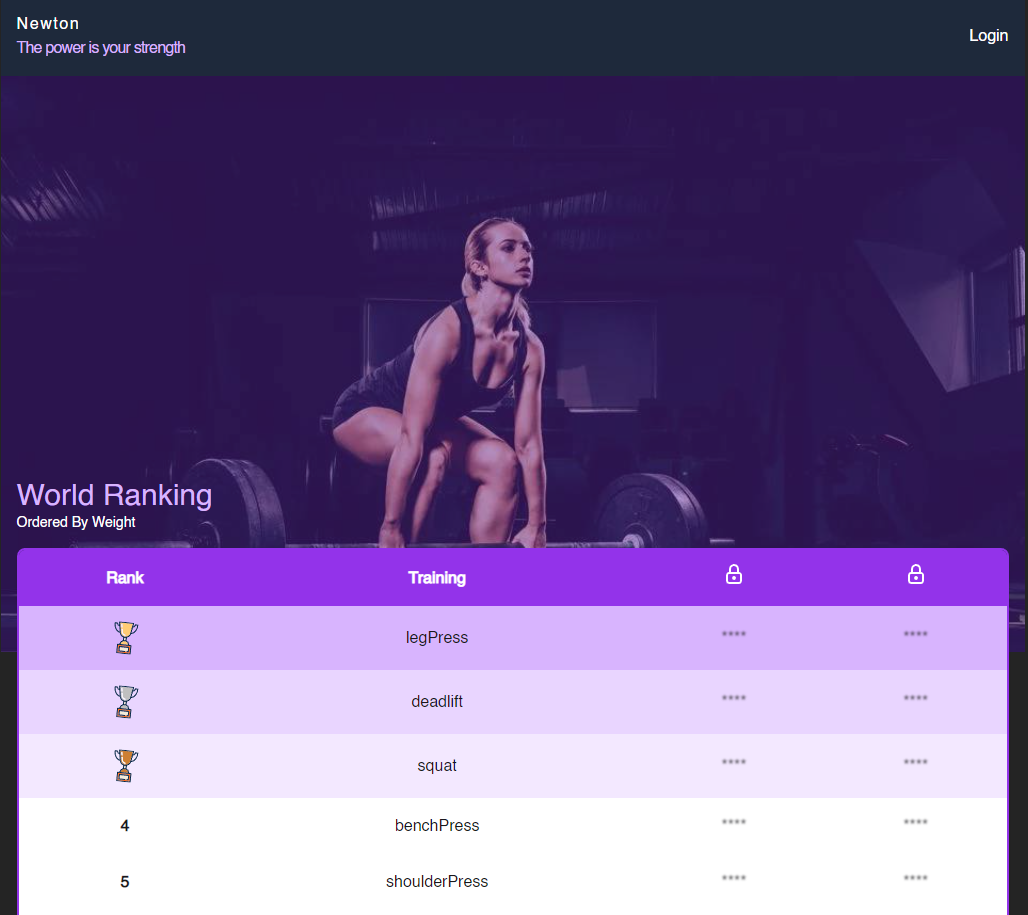 Newton
The power is your strength
Login
World Ranking
Ordered By Weight
Rank Training
legPress **** ****
deadlift **** ****
squat **** ****
4 benchPress **** ****
5 shoulderPress **** ****